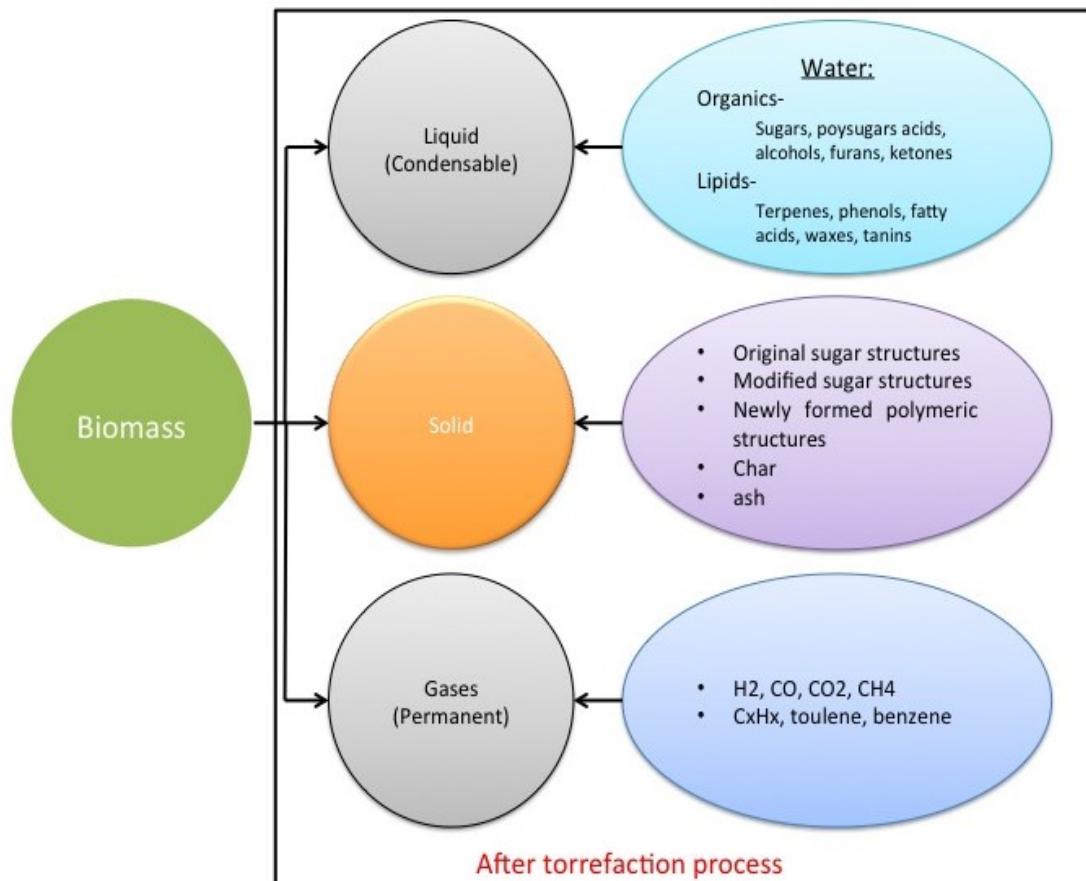 Biomass
Liquid
(Condensable)
Water:
Organics-
Sugars, poysugars acids,
alcohols, furans, ketones
Lipids-
Terpenes, phenols, fatty
acids, waxes, tanins
Solid
• Original sugar structures
• Modified sugar structures
• Newly formed polymeric
structures
• Char
• ash
Gases
(Permanent)
• H2, CO, CO2, CH4
• CxHx, toulene, benzene
After torrefaction process